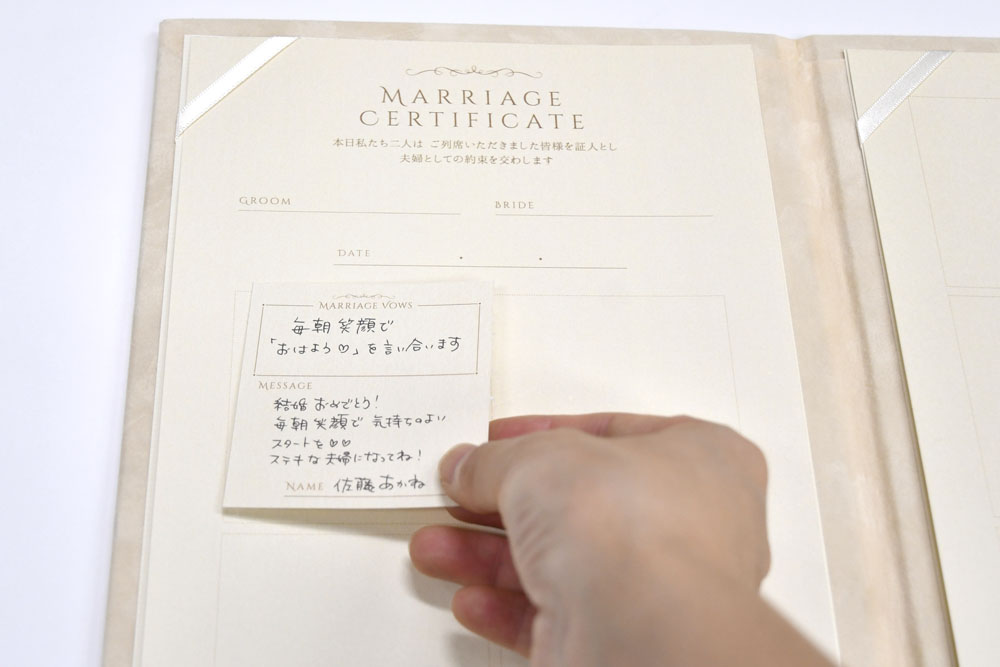 MARRIAGE
CERTIFICATE
本日私たち二人は ご列席いただきました皆様を証人とし
夫婦としての約束を交わします
GROOM
BRIDE
DATE . .
MARRIAGE VOWS
毎朝笑顔で
「おはよう♡」を言い合います
MESSAGE
結婚おめでとう!
毎朝笑顔で気持ちのよい
スタートを♡♡
ステキな夫婦になってね!
NAME 佐藤あかね